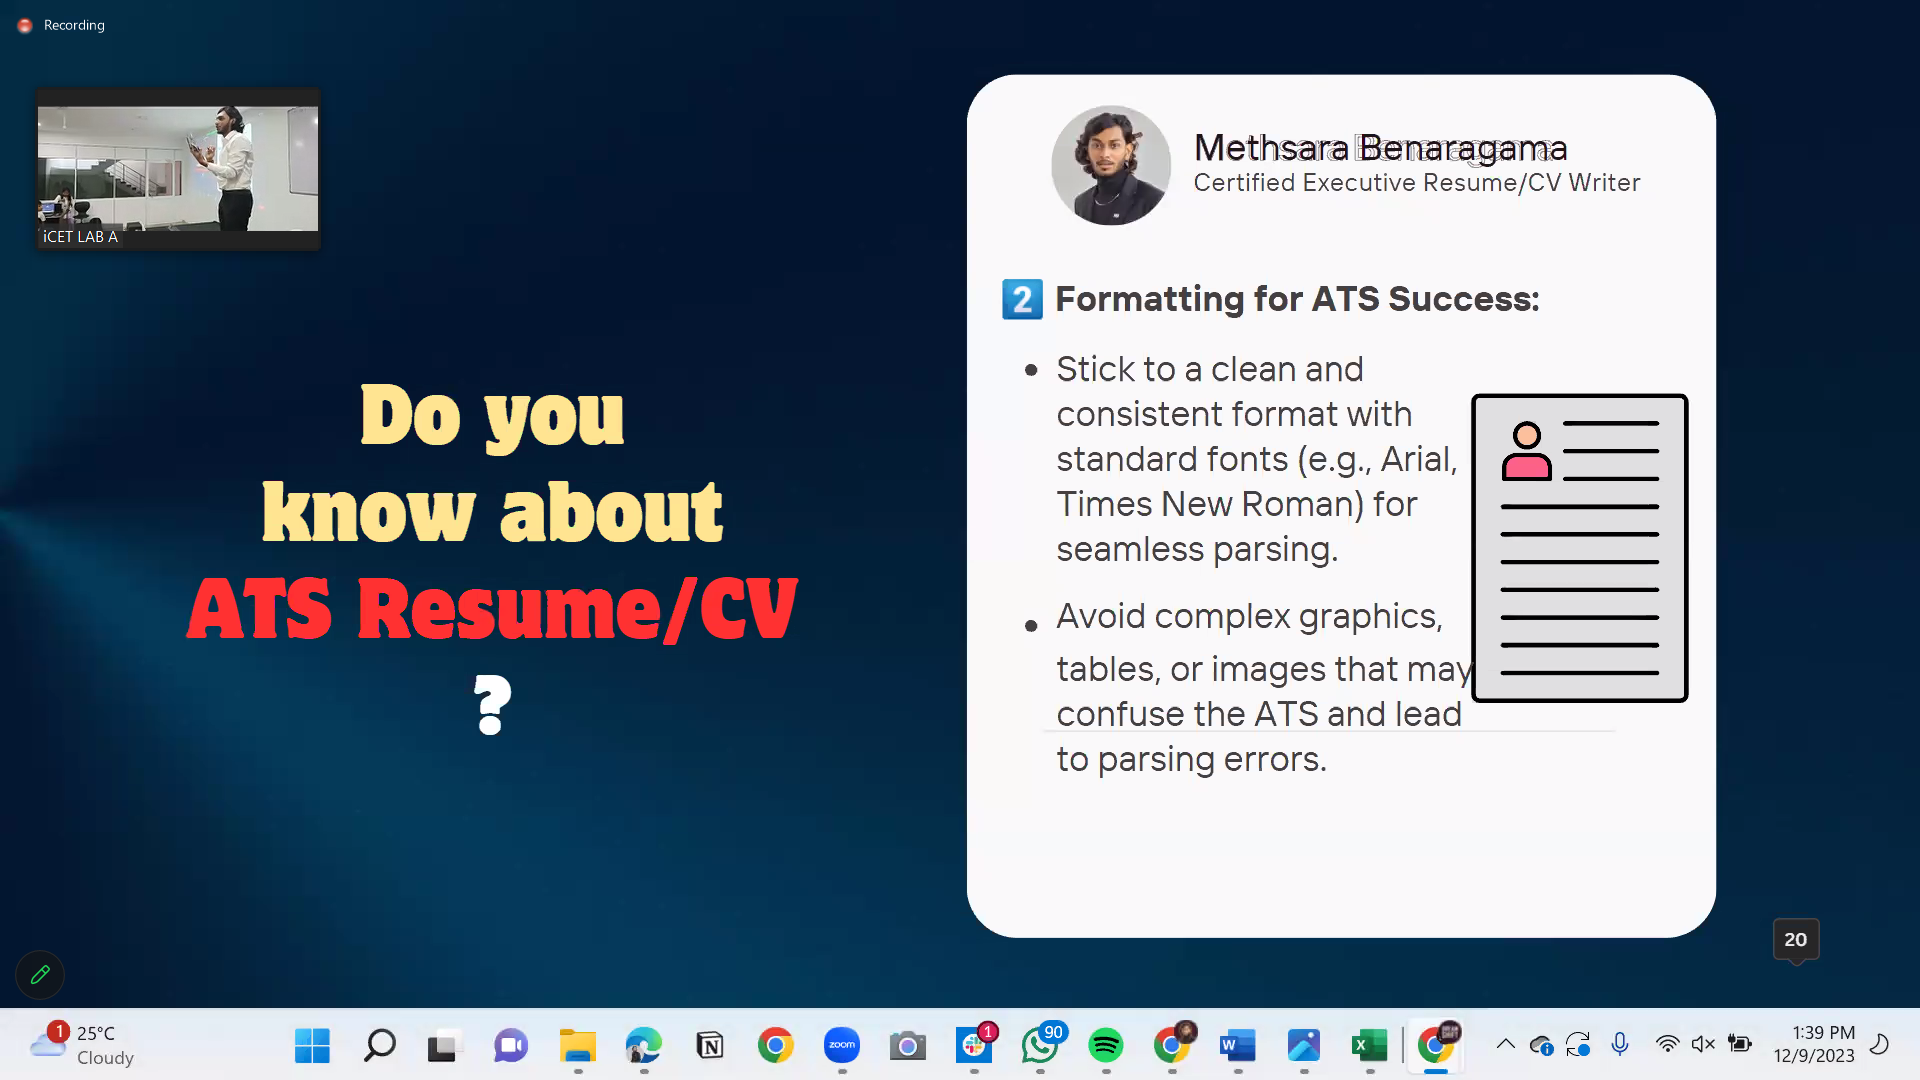 Recording
iCET LAB A
Do you
know about
ATS Resume/CV
?
Methsara Benaragama
Certified Executive Resume/CV Writer
2 Formatting for ATS Success:
• Stick to a clean and
consistent format with
standard fonts (e.g., Arial,
Times New Roman) for
seamless parsing.
• Avoid complex graphics,
tables, or images that may
confuse the ATS and lead
to parsing errors.
20
1
25°C
Cloudy
zoom
1
90
W
X
1:39 PM
12/9/2023